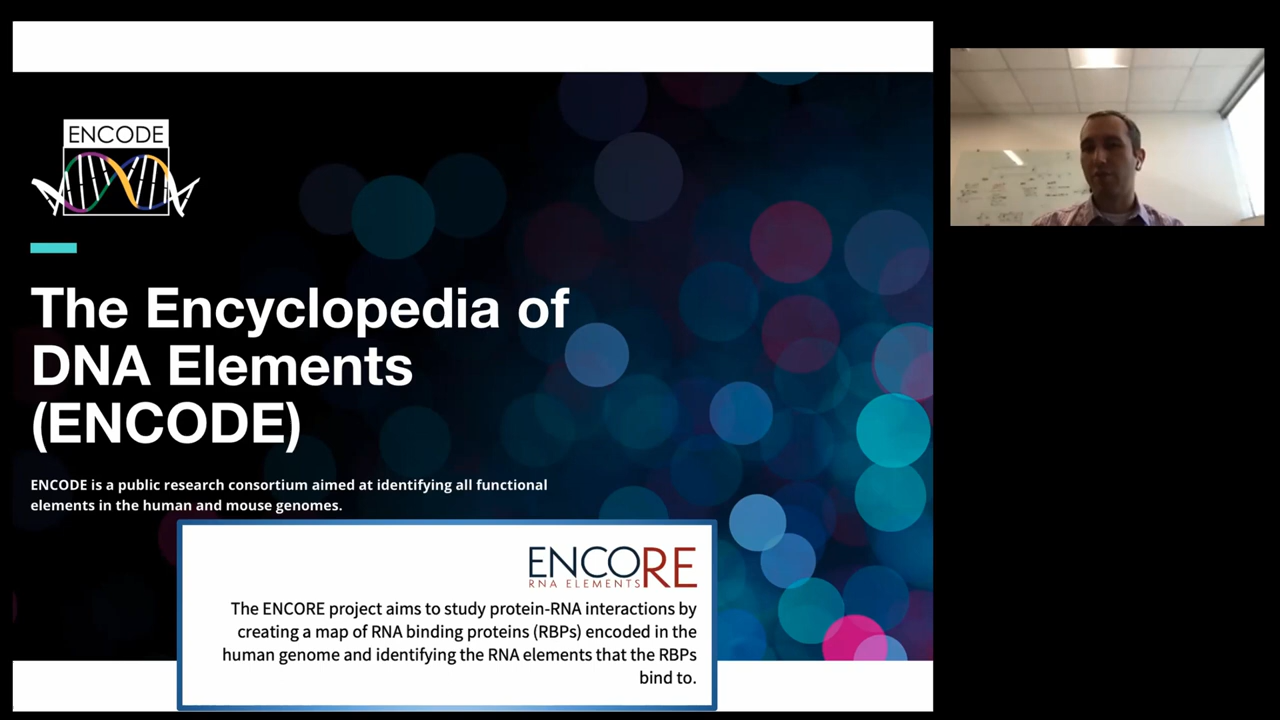 ENCODE
The Encyclopedia of
DNA Elements
(ENCODE)
ENCODE is a public research consortium aimed at identifying all functional
elements in the human and mouse genomes.
ENCORE
RNA ELEMENTS
The ENCORE project aims to study protein-RNA interactions by
creating a map of RNA binding proteins (RBPs) encoded in the
human genome and identifying the RNA elements that the RBPs
bind to.